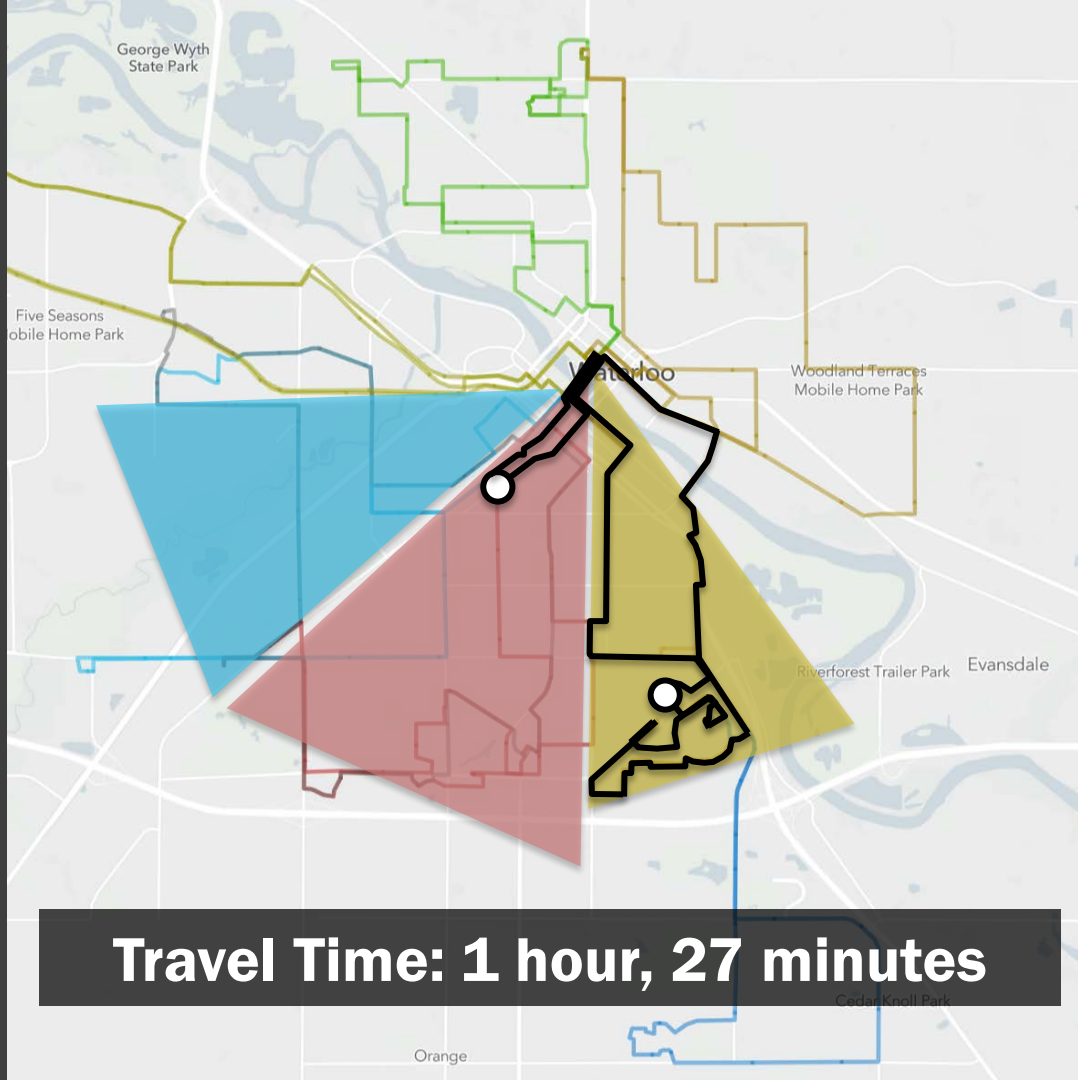 George Wyth
State Park
Five Seasons
obile Home Park
Waterloo
Woodland Terraces
Mobile Home Park
Riverforest Trailer Park
Evansdale
Travel Time: 1 hour, 27 minutes
Cedar Knoll Park
Orange